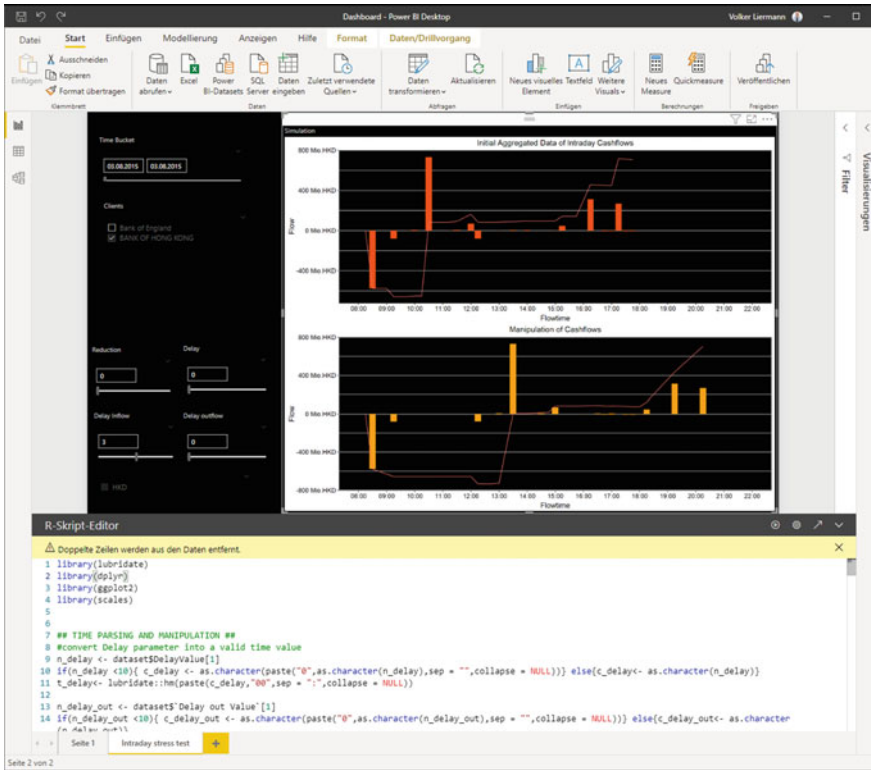 Dashboard - Power BI Desktop
Volker Liermann
Datei Start Einfügen Modellierung Anzeigen Hilfe Format Daten/Drillvorgang
Einfügen
Ausschneiden
Kopieren
Format übertragen
Daten abrufen
Excel
Power BI-Datasets
SQL Server
Daten eingeben
Zuletzt verwendete Quellen
Daten transformieren
Aktualisieren
Neues visuelles Element
Textfeld
Weitere Visuals
Neues Measure
Quickmeasure
Veröffentlichen
Klemmbrett Daten Abfragen Einfügen Berechnungen Freigeben
Time Bucket
03.08.2015 03.08.2015
Clients
Bank of England
BANK OF HONG KONG
Reduction Delay
0 0
Delay Inflow Delay outflow
3 0
HKD
Simulation
Initial Aggregated Data of Intraday Cashflows
800 Mio HKD
400 Mio HKD
0 Mio HKD
-400 Mio HKD
Flow
08:00 09:00 10:00 11:00 12:00 13:00 14:00 15:00 16:00 17:00 18:00 19:00 20:00 21:00 22:00
Flowtime
Manipulation of Cashflows
800 Mio HKD
400 Mio HKD
0 Mio HKD
-400 Mio HKD
-800 Mio HKD
Flow
08:00 09:00 10:00 11:00 12:00 13:00 14:00 15:00 16:00 17:00 18:00 19:00 20:00 21:00 22:00
Flowtime
Filter
Visualisierungen
R-Skript-Editor
Doppelte Zeilen werden aus den Daten entfernt.
1 library(lubridate)
2 library(dplyr)
3 library(ggplot2)
4 library(scales)
5
6
7 ## TIME PARSING AND MANIPULATION ##
8 #convert Delay parameter into a valid time value
9 n_delay <- dataset$DelayValue[1]
10 if(n_delay <10){ c_delay <- as.character(paste("0",as.character(n_delay),sep = "",collapse = NULL))} else{c_delay<- as.character(n_delay)}
11 t_delay<- lubridate::hm(paste(c_delay,"00",sep = ":",collapse = NULL))
12
13 n_delay_out <- dataset$`Delay out Value`[1]
14 if(n_delay_out <10){ c_delay_out <- as.character(paste("0",as.character(n_delay_out),sep = "",collapse = NULL))} else{c_delay_out<- as.character
(n_delay_out)}
Seite 1 Intraday stress test +
Seite 2 von 2